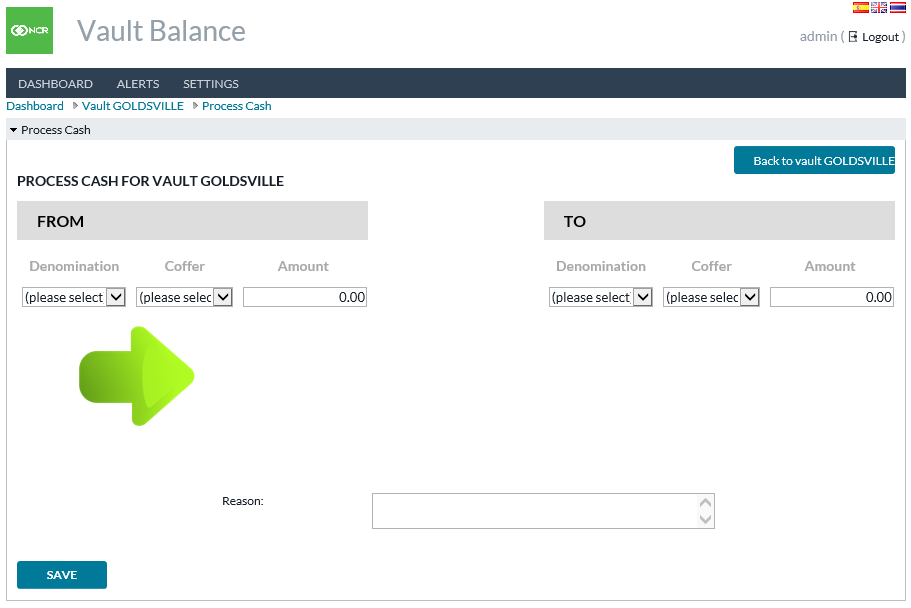 NCR
Vault Balance
admin ( Logout )
DASHBOARD ALERTS SETTINGS
Dashboard Vault GOLDSVILLE Process Cash
Process Cash
Back to vault GOLDSVILLE
PROCESS CASH FOR VAULT GOLDSVILLE
FROM TO
Denomination Coffer Amount Denomination Coffer Amount
(please select (please selec 0.00 (please select (please selec 0.00
Reason:
SAVE